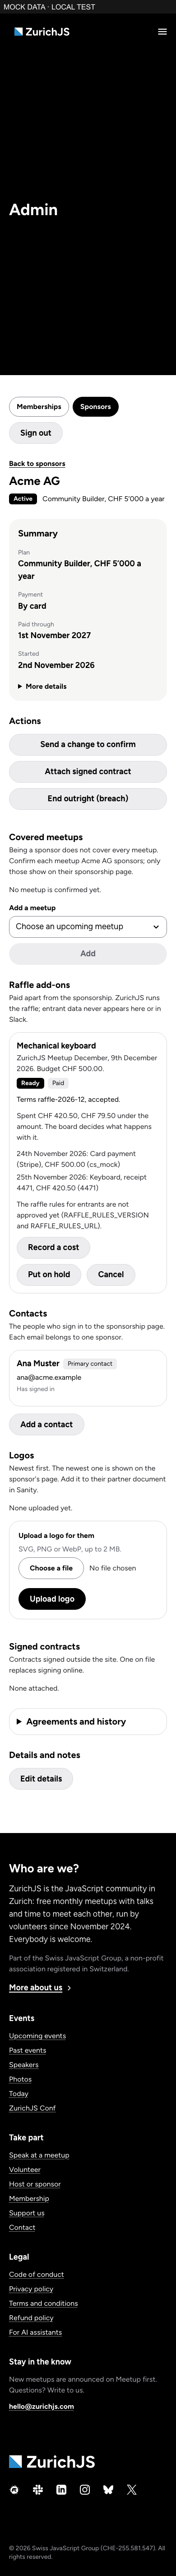 MOCK DATA · LOCAL TEST
ZurichJS
Admin
Memberships
Sponsors
Sign out
Back to sponsors
Acme AG
Active
Community Builder, CHF 5’000 a year
Summary
Plan
Community Builder, CHF 5’000 a
year
Payment
By card
Paid through
1st November 2027
Started
2nd November 2026
More details
Actions
Send a change to confirm
Attach signed contract
End outright (breach)
Covered meetups
Being a sponsor does not cover every meetup.
Confirm each meetup Acme AG sponsors; only
those show on their sponsorship page.
No meetup is confirmed yet.
Add a meetup
Choose an upcoming meetup
Add
Raffle add-ons
Paid apart from the sponsorship. ZurichJS runs
the raffle; entrant data never appears here or in
Slack.
Mechanical keyboard
ZurichJS Meetup December, 9th December
2026. Budget CHF 500.00.
Ready
Paid
Terms raffle-2026-12, accepted.
Spent CHF 420.50, CHF 79.50 under the
amount. The board decides what happens
with it.
24th November 2026: Card payment
(Stripe), CHF 500.00 (cs_mock)
25th November 2026: Keyboard, receipt
4471, CHF 420.50 (4471)
The raffle rules for entrants are not
approved yet (RAFFLE_RULES_VERSION
and RAFFLE_RULES_URL).
Record a cost
Put on hold
Cancel
Contacts
The people who sign in to the sponsorship page.
Each email belongs to one sponsor.
Ana Muster
Primary contact
ana@acme.example
Has signed in
Add a contact
Logos
Newest first. The newest one is shown on the
sponsor's page. Add it to their partner document
in Sanity.
None uploaded yet.
Upload a logo for them
SVG, PNG or WebP, up to 2 MB.
Choose a file
No file chosen
Upload logo
Signed contracts
Contracts signed outside the site. One on file
replaces signing online.
None attached.
Agreements and history
Details and notes
Edit details
Who are we?
ZurichJS is the JavaScript community in
Zurich: free monthly meetups with talks
and time to meet each other, run by
volunteers since November 2024.
Everybody is welcome.
Part of the Swiss JavaScript Group, a non-profit
association registered in Switzerland.
More about us
Events
Upcoming events
Past events
Speakers
Photos
Today
ZurichJS Conf
Take part
Speak at a meetup
Volunteer
Host or sponsor
Membership
Support us
Contact
Legal
Code of conduct
Privacy policy
Terms and conditions
Refund policy
For AI assistants
Stay in the know
New meetups are announced on Meetup first.
Questions? Write to us.
hello@zurichjs.com
ZurichJS
© 2026 Swiss JavaScript Group (CHE-255.581.547). All
rights reserved.